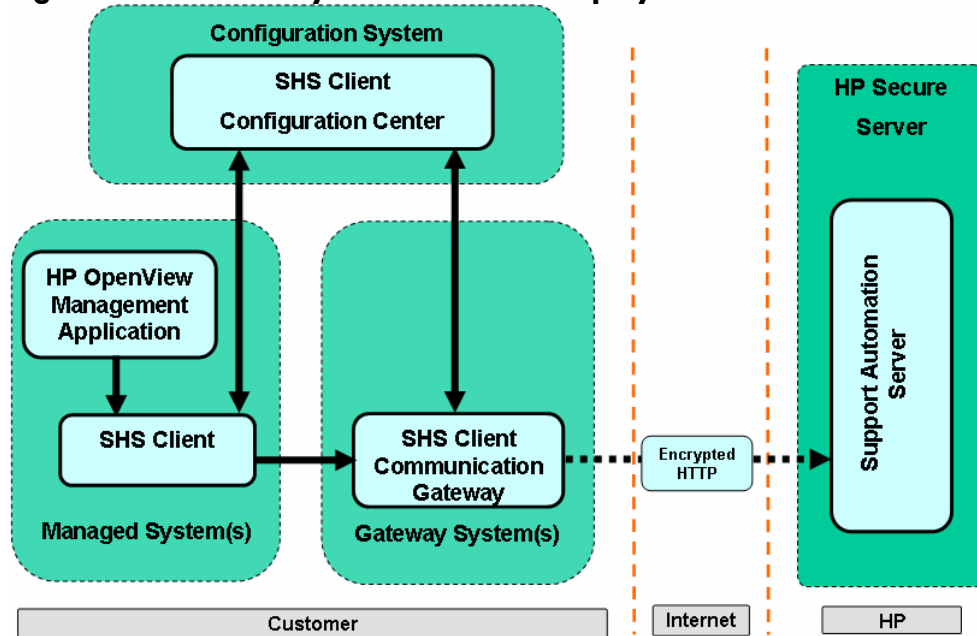 Configuration System
SHS Client
Configuration Center
HP Secure
Server
HP OpenView
Management
Application
SHS Client
SHS Client
Communication
Gateway
Encrypted
HTTP
Support Automation
Server
Managed System(s)
Gateway System(s)
Customer
Internet
HP